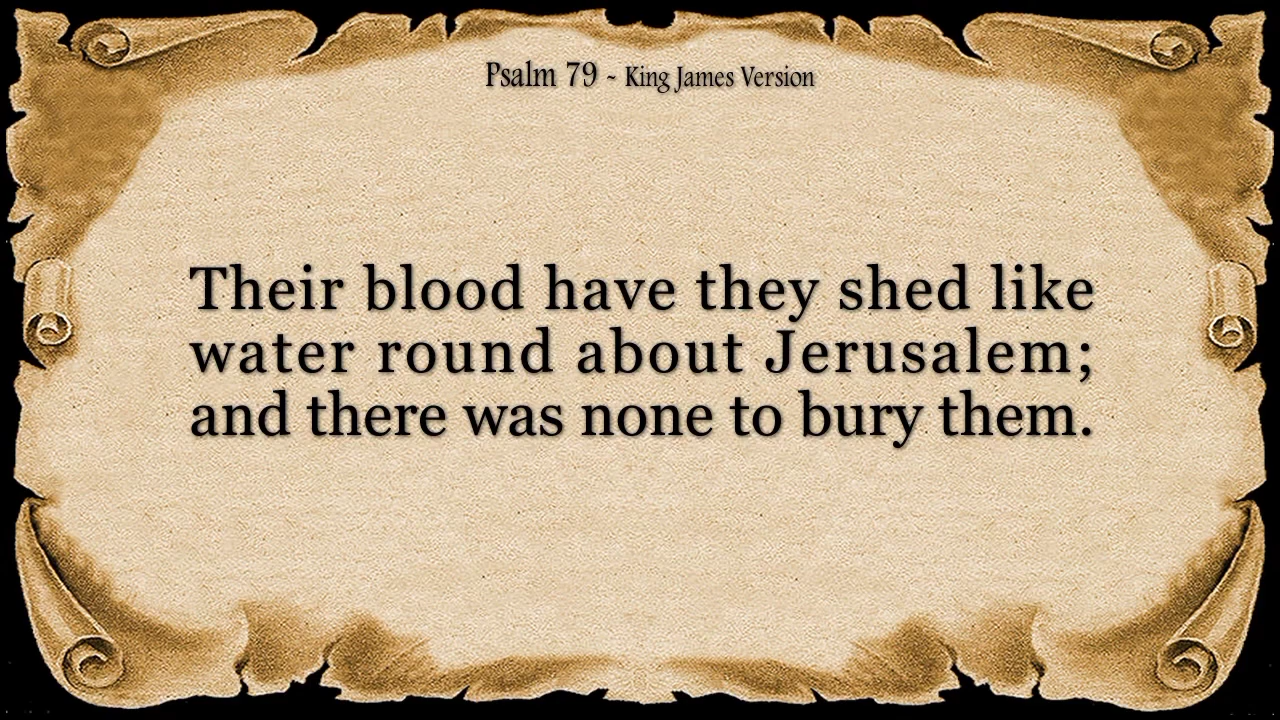 Psalm 79 ~ King James Version
Their blood have they shed like
water round about Jerusalem;
and there was none to bury them.